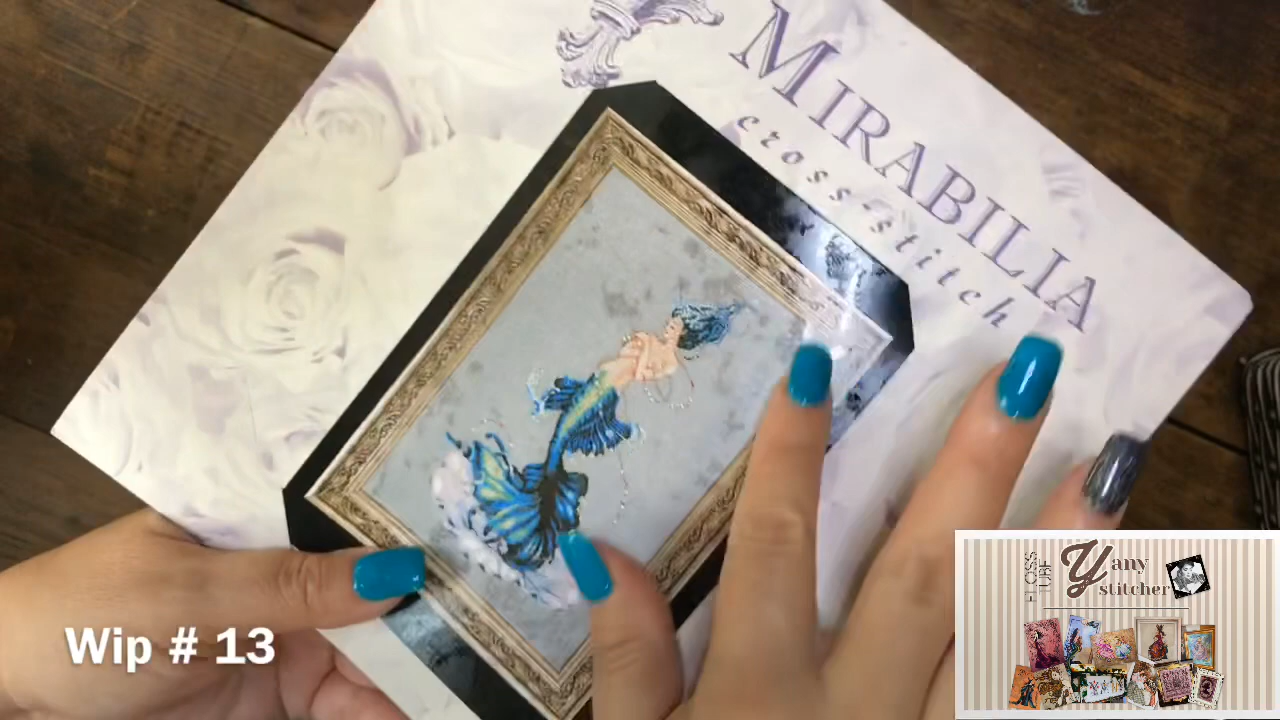 MIRABILIA
cross-stitch
Wip # 13
FLOSS
TUBE
Yany
stitcher